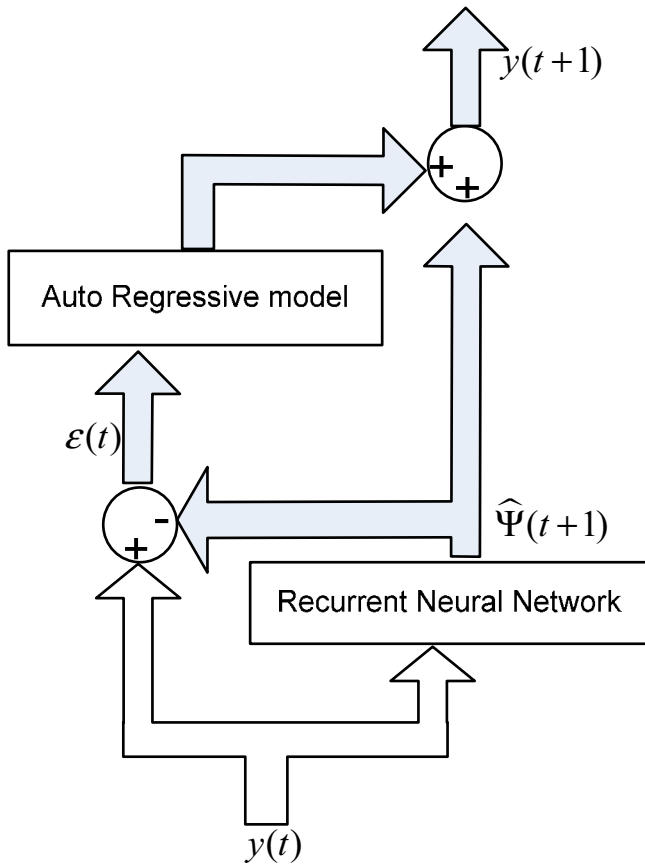 y(t+1)
+
+
Auto Regressive model
ε(t)
-
+
Ψ̂(t+1)
Recurrent Neural Network
y(t)